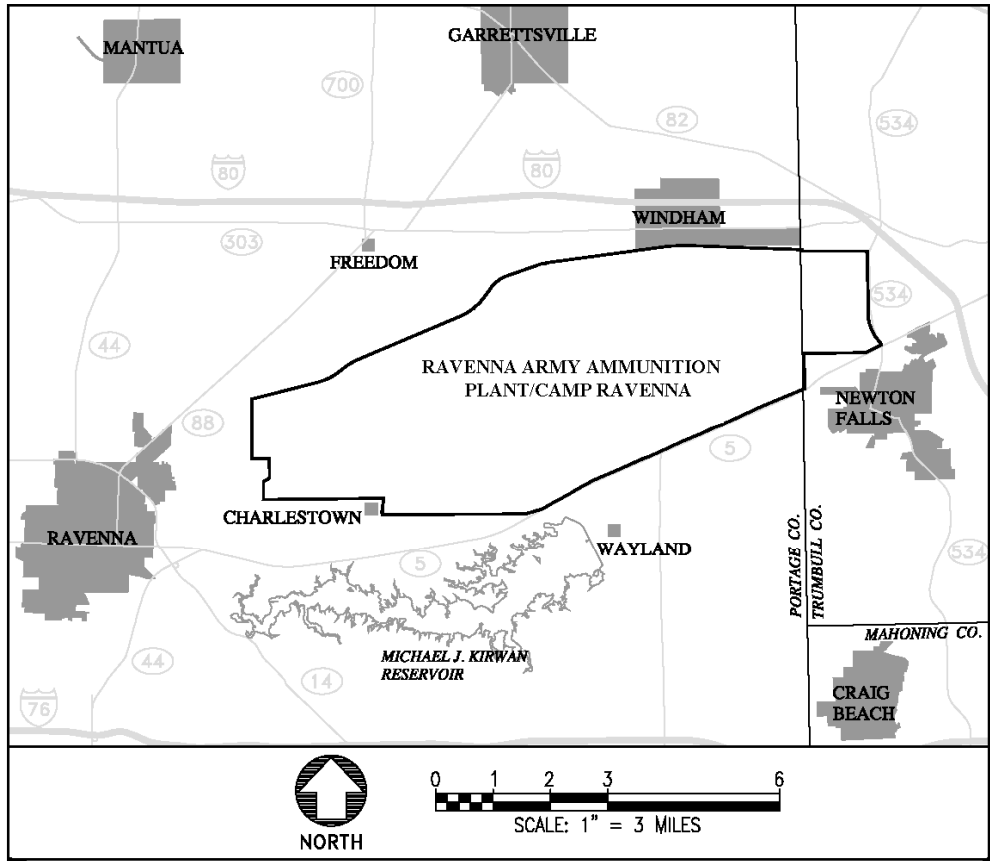 MANTUA
GARRETTSVILLE
700
82
534
80
80
WINDHAM
303
FREEDOM
534
44
RAVENNA ARMY AMMUNITION
PLANT/CAMP RAVENNA
NEWTON
FALLS
88
5
CHARLESTOWN
RAVENNA
WAYLAND
5
534
PORTAGE CO.
TRUMBULL CO.
MAHONING CO.
44
MICHAEL J. KIRWAN
RESERVOIR
14
76
CRAIG
BEACH
0 1 2 3 6
SCALE: 1" = 3 MILES
NORTH